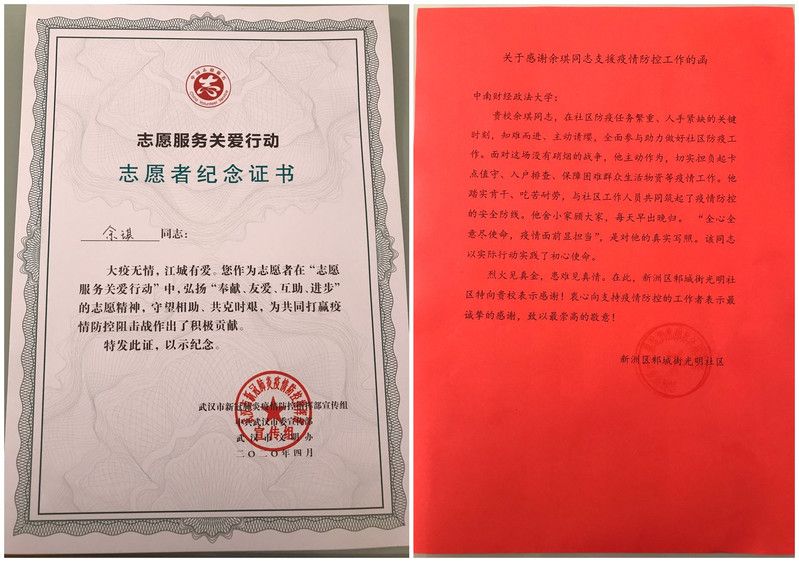 志愿服务关爱行动
志愿者纪念证书
余琪同志：
大疫无情，江城有爱。您作为志愿者在“志愿
服务关爱行动”中，弘扬“奉献、友爱、互助、进步”
的志愿精神，守望相助、共克时艰，为共同打赢疫
情防控阻击战作出了积极贡献。
特发此证，以示纪念。
武汉市新冠肺炎疫情防控指挥部宣传组
中共武汉市委宣传部
武汉市文明办
二〇二〇年四月
宣传组
关于感谢余琪同志支援疫情防控工作的函
中南财经政法大学：
贵校余琪同志，在社区防疫任务繁重、人手紧缺的关键
时刻，知难而进、主动请缨，全面参与助力做好社区防疫工
作。面对这场没有硝烟的战争，他主动作为，切实担负起卡
点值守、入户排查、保障困难群众生活物资等疫情工作。他
踏实肯干、吃苦耐劳，与社区工作人员共同筑起了疫情防控
的安全防线。他舍小家顾大家，每天早出晚归。“全心全
意尽使命，疫情面前显担当”，是对他的真实写照。该同志
以实际行动实践了初心使命。
烈火见真金，患难见真情。在此，新洲区邾城街光明社
区特向贵校表示感谢！衷心向支持疫情防控的工作者表示最
诚挚的感谢，致以最崇高的敬意！
新洲区邾城街光明社区